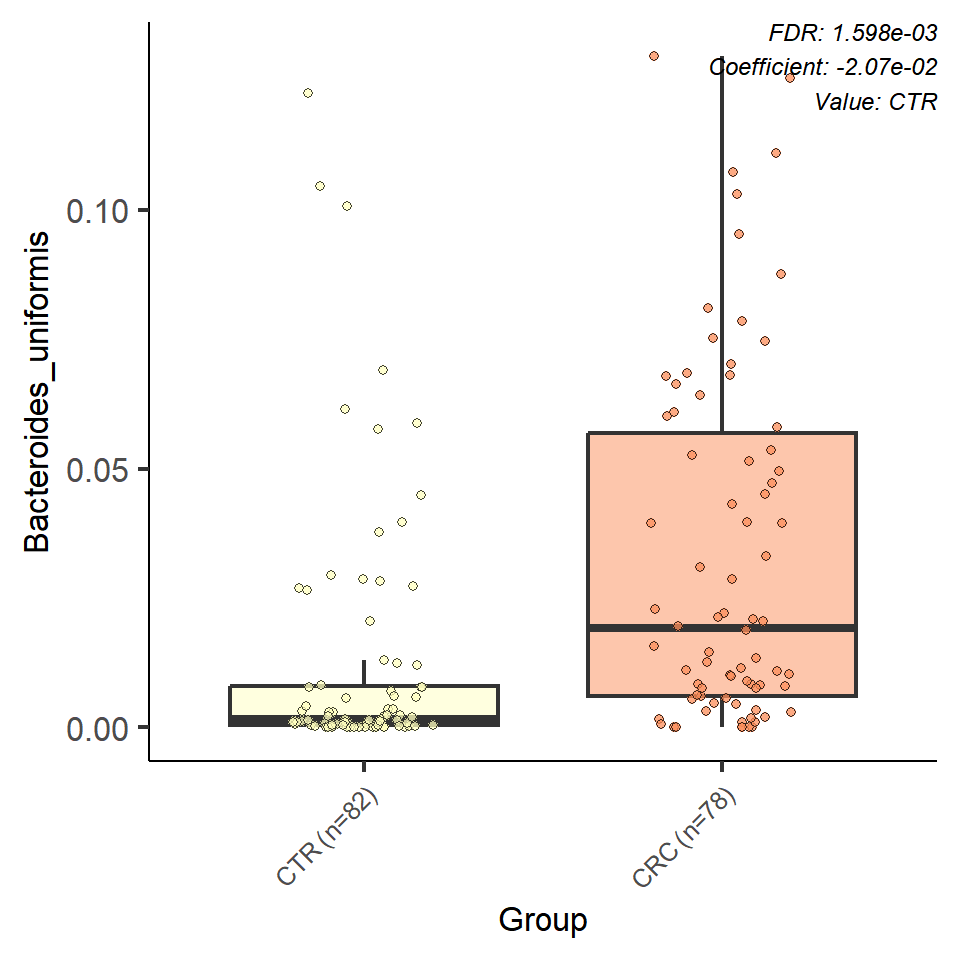 FDR: 1.598e-03
Coefficient: -2.07e-02
Value: CTR
0.10
0.05
0.00
Bacteroides_uniformis
CTR (n=82)
CRC (n=78)
Group